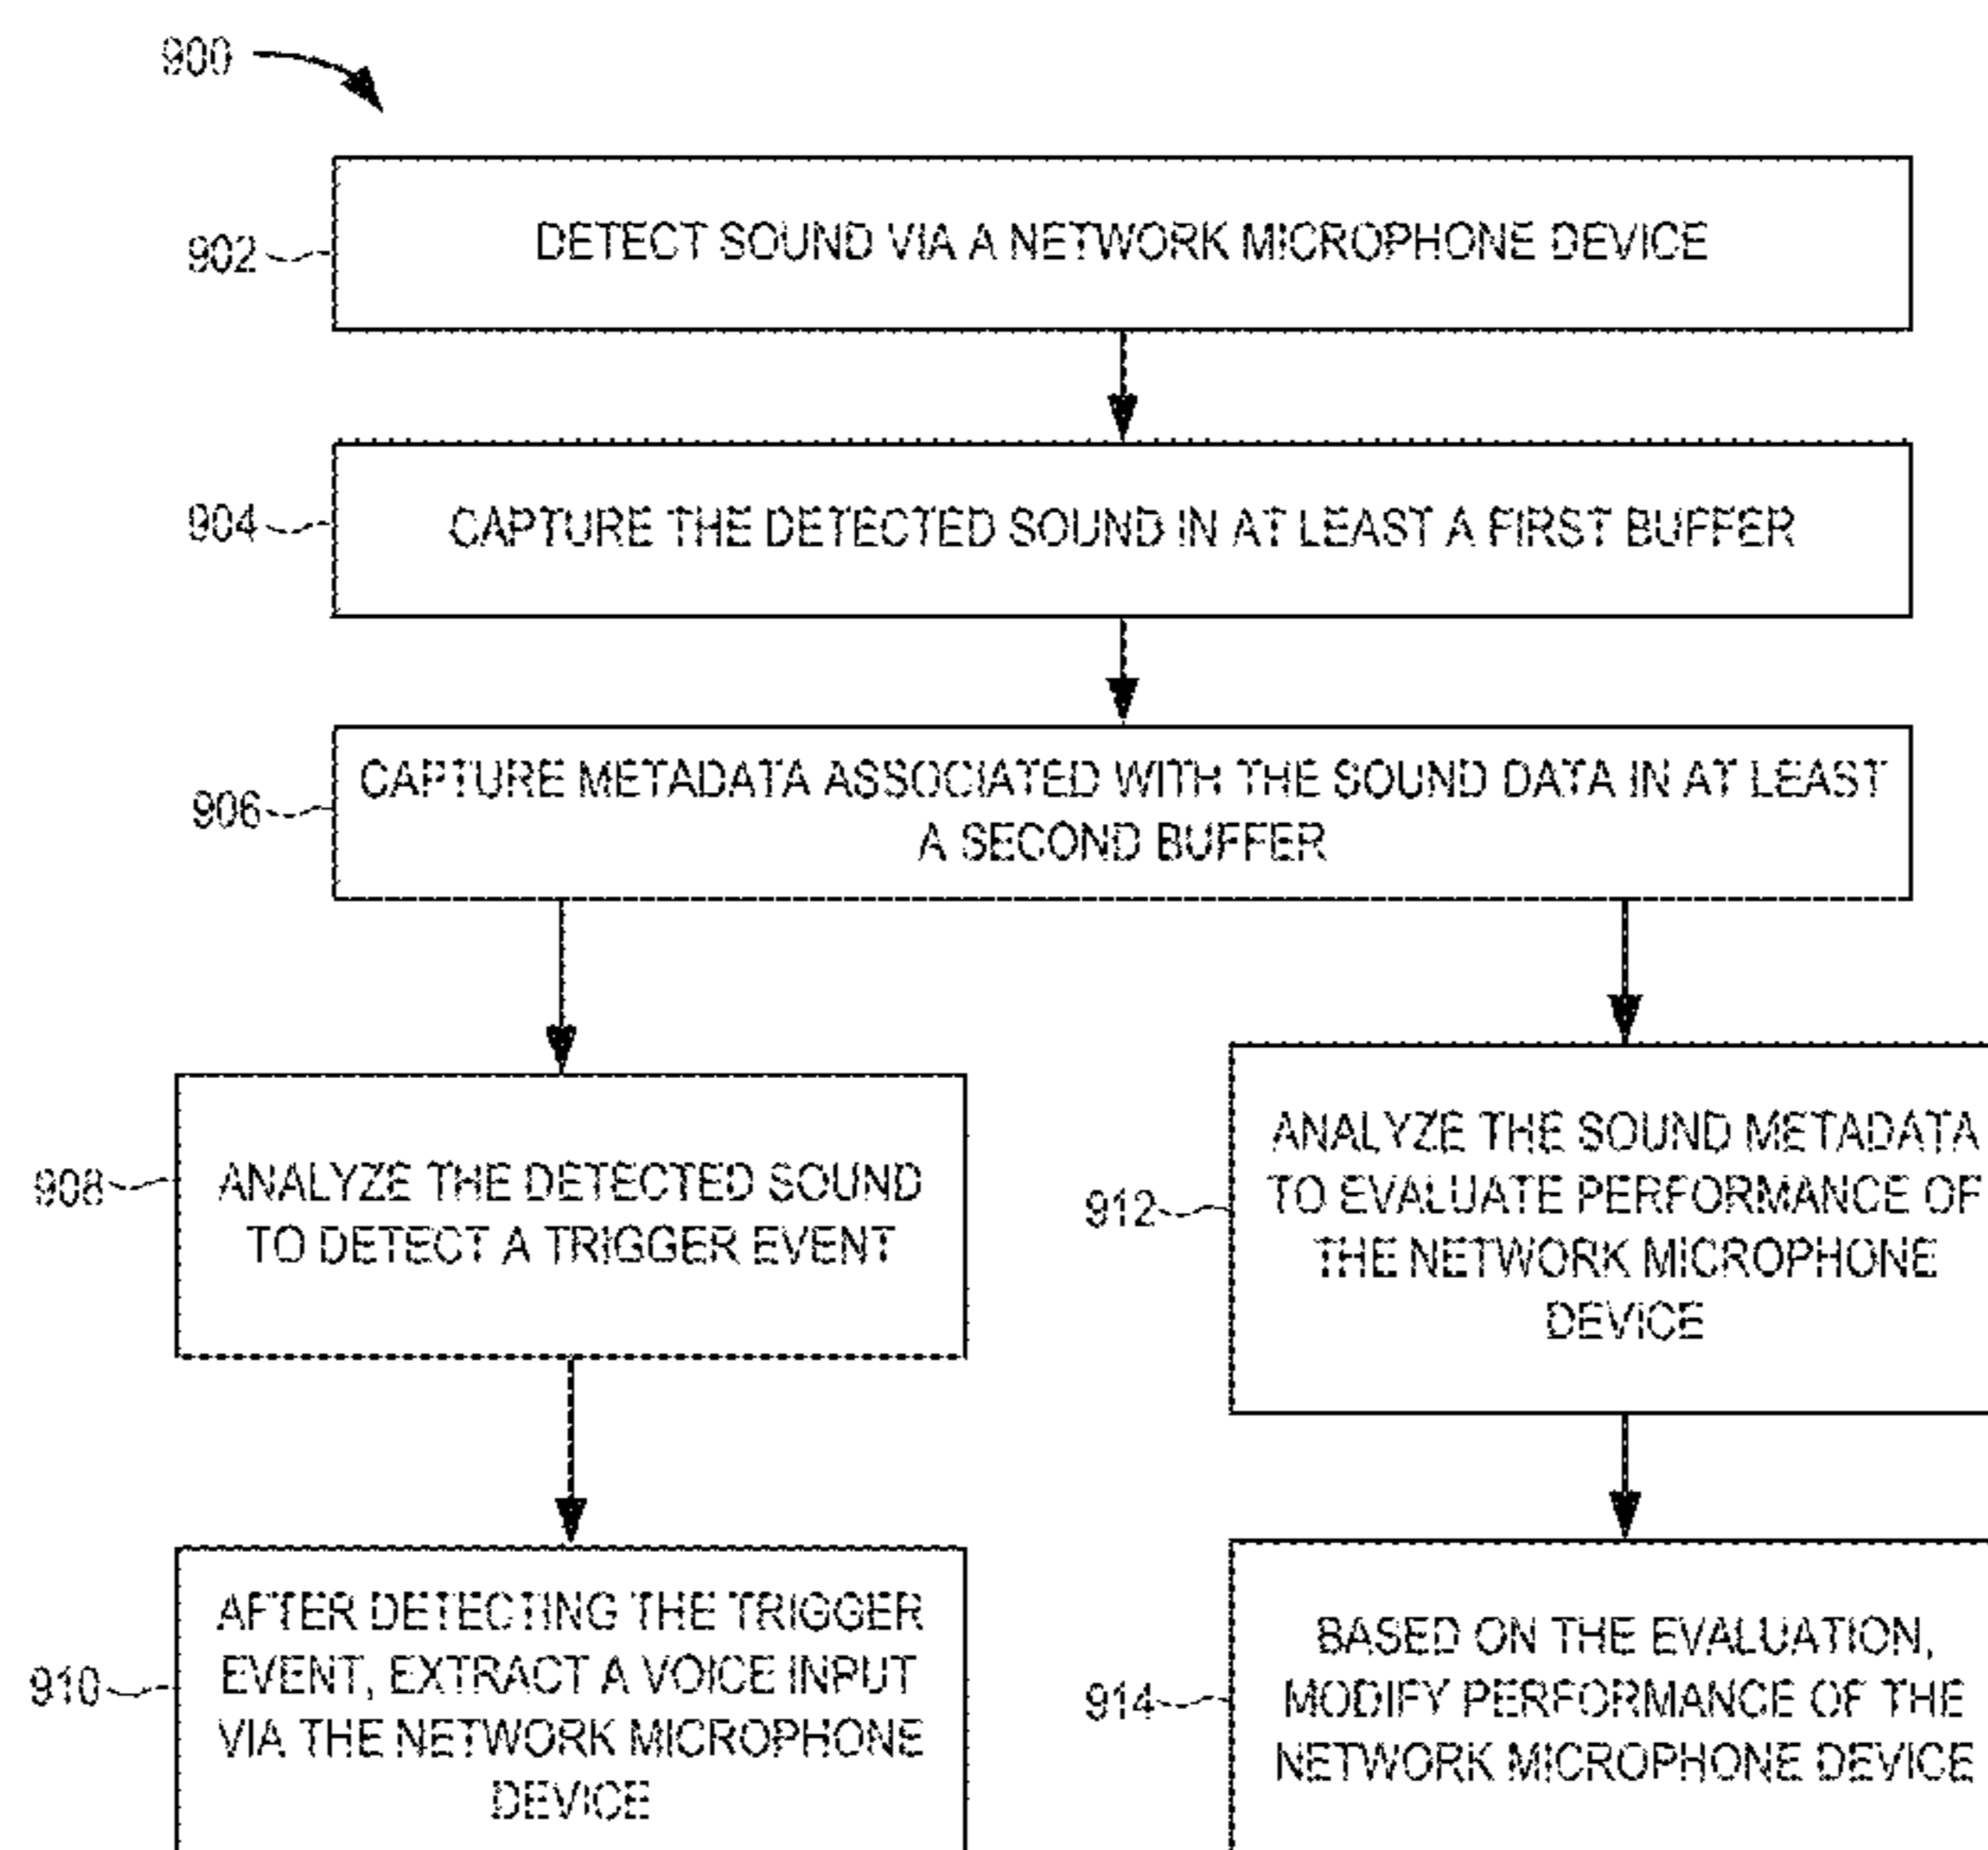 900
902
DETECT SOUND VIA A NETWORK MICROPHONE DEVICE
904
CAPTURE THE DETECTED SOUND IN AT LEAST A FIRST BUFFER
906
CAPTURE METADATA ASSOCIATED WITH THE SOUND DATA IN AT LEAST
A SECOND BUFFER
908
ANALYZE THE DETECTED SOUND
TO DETECT A TRIGGER EVENT
912
ANALYZE THE SOUND METADATA
TO EVALUATE PERFORMANCE OF
THE NETWORK MICROPHONE
DEVICE
910
AFTER DETECTING THE TRIGGER
EVENT, EXTRACT A VOICE INPUT
VIA THE NETWORK MICROPHONE
DEVICE
914
BASED ON THE EVALUATION,
MODIFY PERFORMANCE OF THE
NETWORK MICROPHONE DEVICE